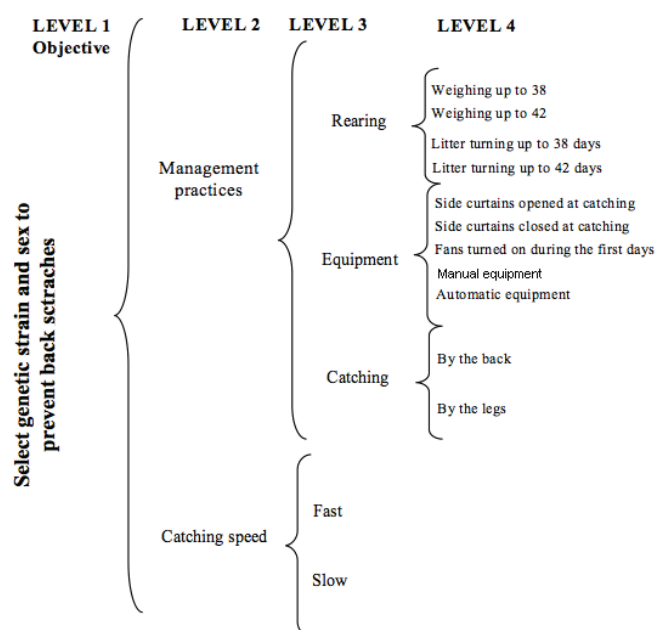 LEVEL 1
Objective
LEVEL 2
LEVEL 3
LEVEL 4
Select genetic strain and sex to
prevent back sctraches
Management
practices
Rearing
Weighing up to 38
Weighing up to 42
Litter turning up to 38 days
Litter turning up to 42 days
Equipment
Side curtains opened at catching
Side curtains closed at catching
Fans turned on during the first days
Manual equipment
Automatic equipment
Catching
By the back
By the legs
Catching speed
Fast
Slow